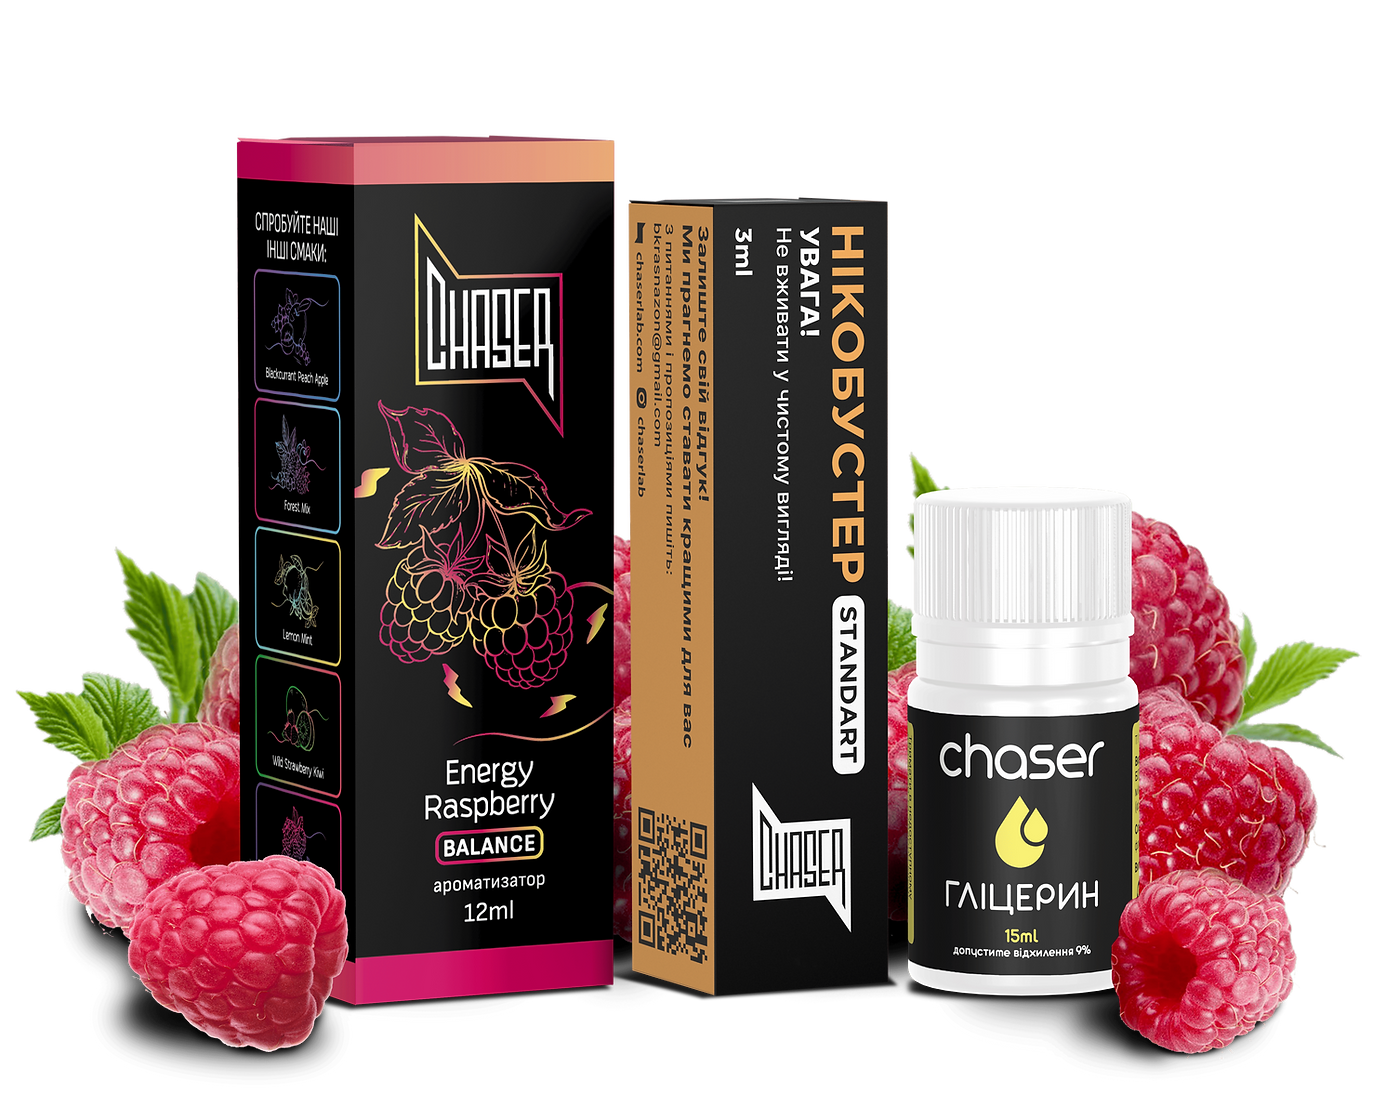 СПРОБУЙТЕ НАШІ
ІНШІ СМАКИ:
Blackcurrant Peach Apple
Forest Mix
Lemon Mint
Wild Strawberry Kiwi
CHASER
Energy
Raspberry
BALANCE
ароматизатор
12ml
Залиште свій відгук!
Ми прагнемо ставати кращими для вас
З питаннями і пропозиціями пишіть:
bkrasnazon@gmail.com
chaserlab.com chaserlab
НІКОБУСТЕР STANDART
УВАГА!
Не вживати у чистому вигляді!
3ml
CHASER
chaser
ГЛІЦЕРИН
15ml
допустиме відхилення 9%